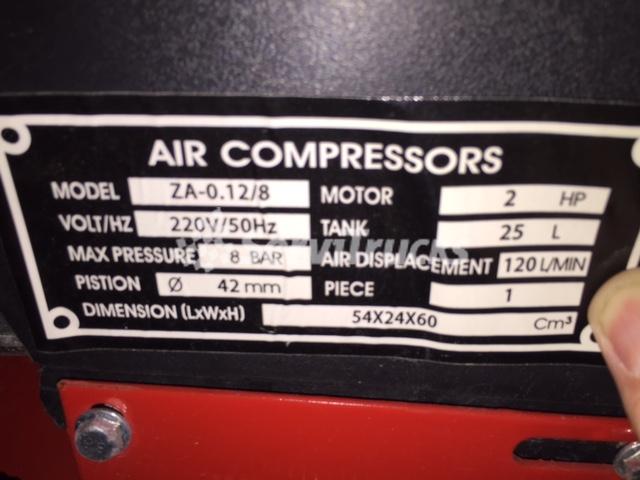 AIR COMPRESSORS
MODEL ZA-0.12/8 MOTOR 2 HP
VOLT/HZ 220V/50Hz TANK 25 L
MAX PRESSURE 8 BAR AIR DISPLACEMENT 120 L/MIN
PISTION Ø 42 mm PIECE 1
DIMENSION (LxWxH) 54X24X60 Cm³
ServiTrucks